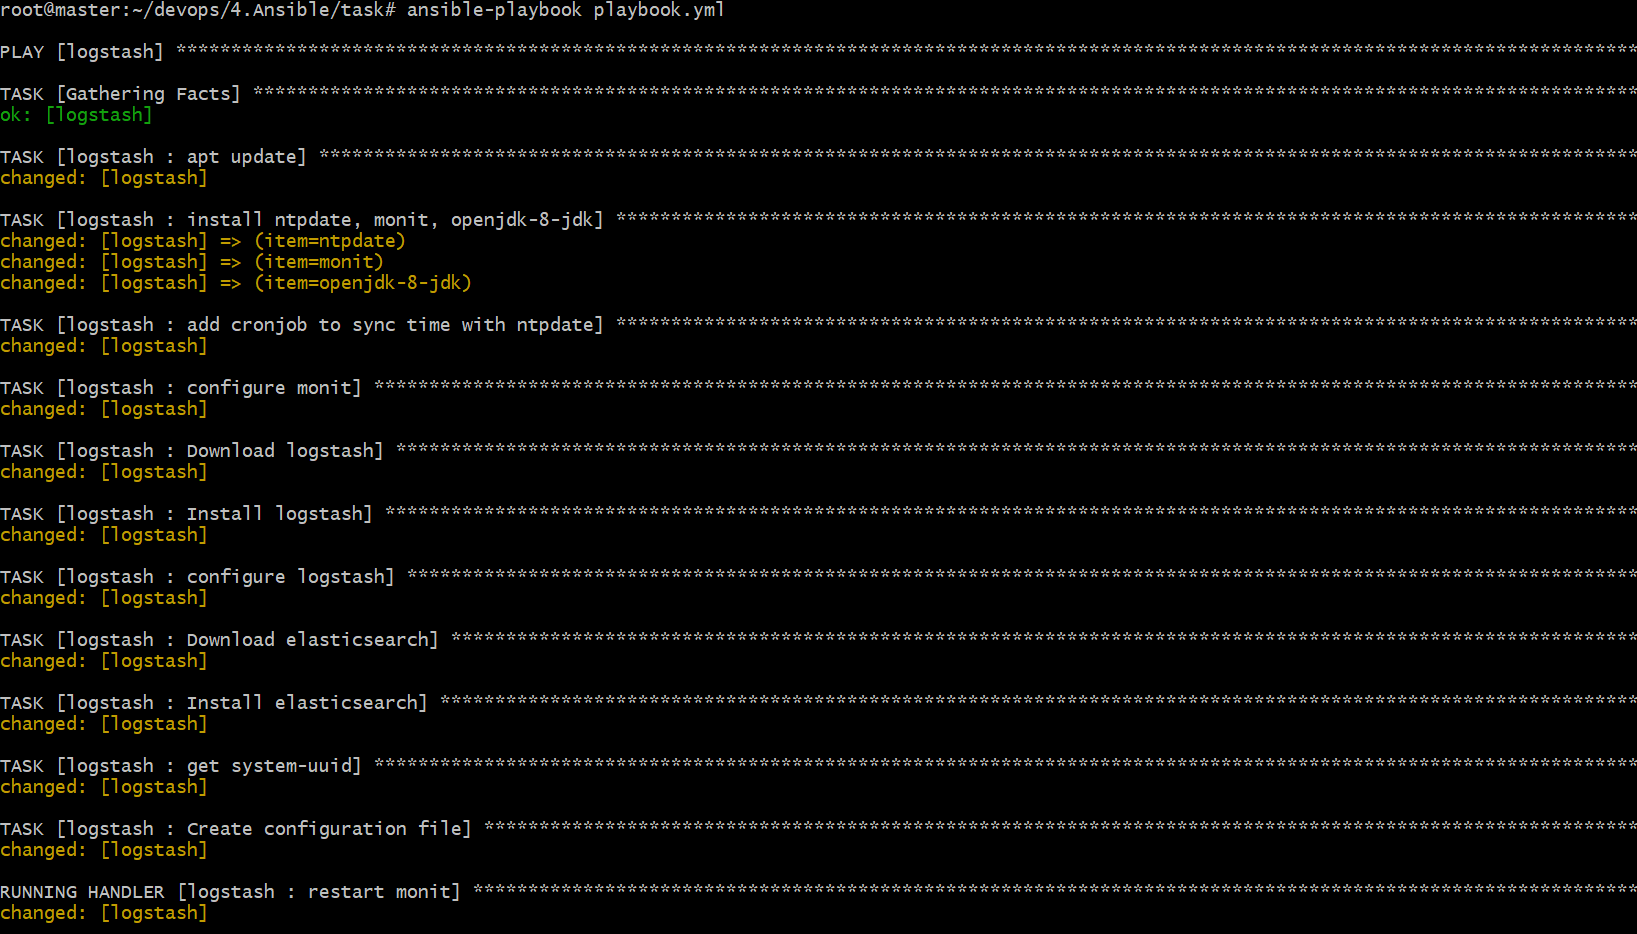 root@master:~/devops/4.Ansible/task# ansible-playbook playbook.yml
PLAY [logstash] ************************************************************************************************************************************
TASK [Gathering Facts] *****************************************************************************************************************************
ok: [logstash]
TASK [logstash : apt update] ***********************************************************************************************************************
changed: [logstash]
TASK [logstash : install ntpdate, monit, openjdk-8-jdk] ********************************************************************************************
changed: [logstash] => (item=ntpdate)
changed: [logstash] => (item=monit)
changed: [logstash] => (item=openjdk-8-jdk)
TASK [logstash : add cronjob to sync time with ntpdate] ********************************************************************************************
changed: [logstash]
TASK [logstash : configure monit] ******************************************************************************************************************
changed: [logstash]
TASK [logstash : Download logstash] ****************************************************************************************************************
changed: [logstash]
TASK [logstash : Install logstash] *****************************************************************************************************************
changed: [logstash]
TASK [logstash : configure logstash] ***************************************************************************************************************
changed: [logstash]
TASK [logstash : Download elasticsearch] ***********************************************************************************************************
changed: [logstash]
TASK [logstash : Install elasticsearch] ************************************************************************************************************
changed: [logstash]
TASK [logstash : get system-uuid] ******************************************************************************************************************
changed: [logstash]
TASK [logstash : Create configuration file] ********************************************************************************************************
changed: [logstash]
RUNNING HANDLER [logstash : restart monit] *********************************************************************************************************
changed: [logstash]